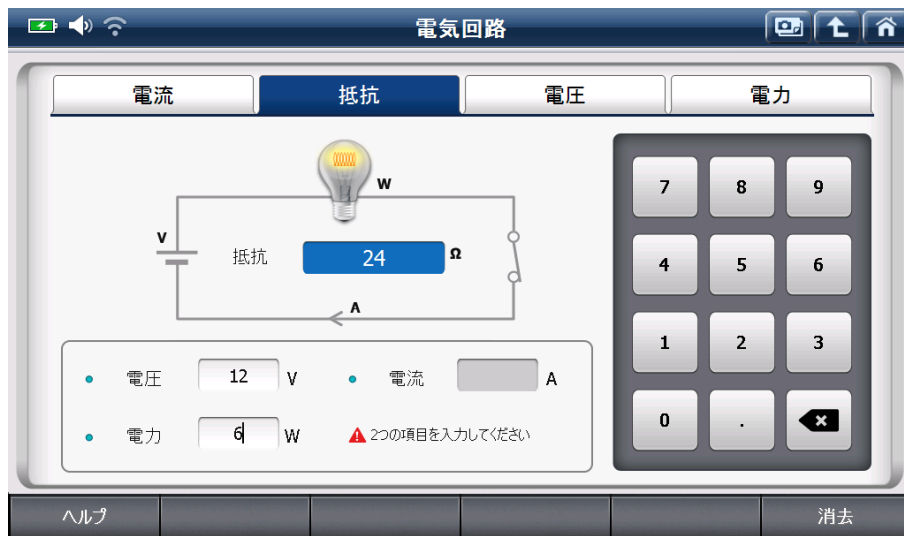 電気回路
電流 抵抗 電圧 電力
W
V
抵抗 24 Ω
A
電圧 12 V 電流 A
電力 6 W 2つの項目を入力してください
7 8 9
4 5 6
1 2 3
0 .
ヘルプ 消去